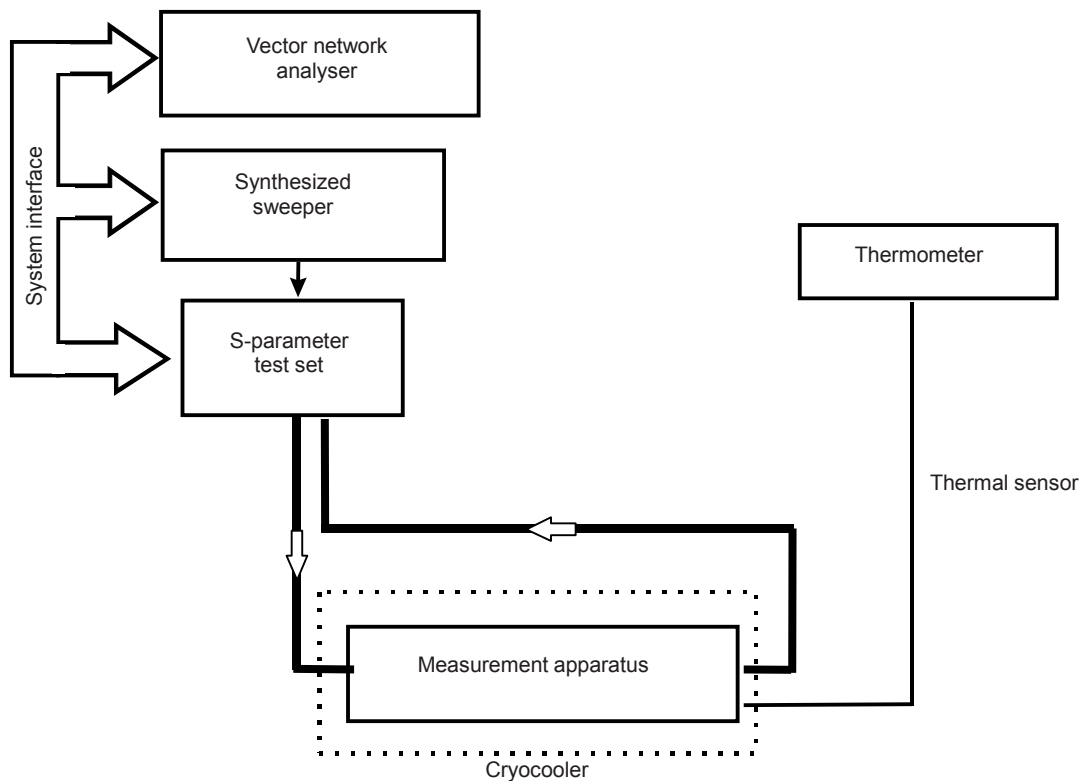 Vector network
analyser
System interface
Synthesized
sweeper
Thermometer
S-parameter
test set
Thermal sensor
Measurement apparatus
Cryocooler